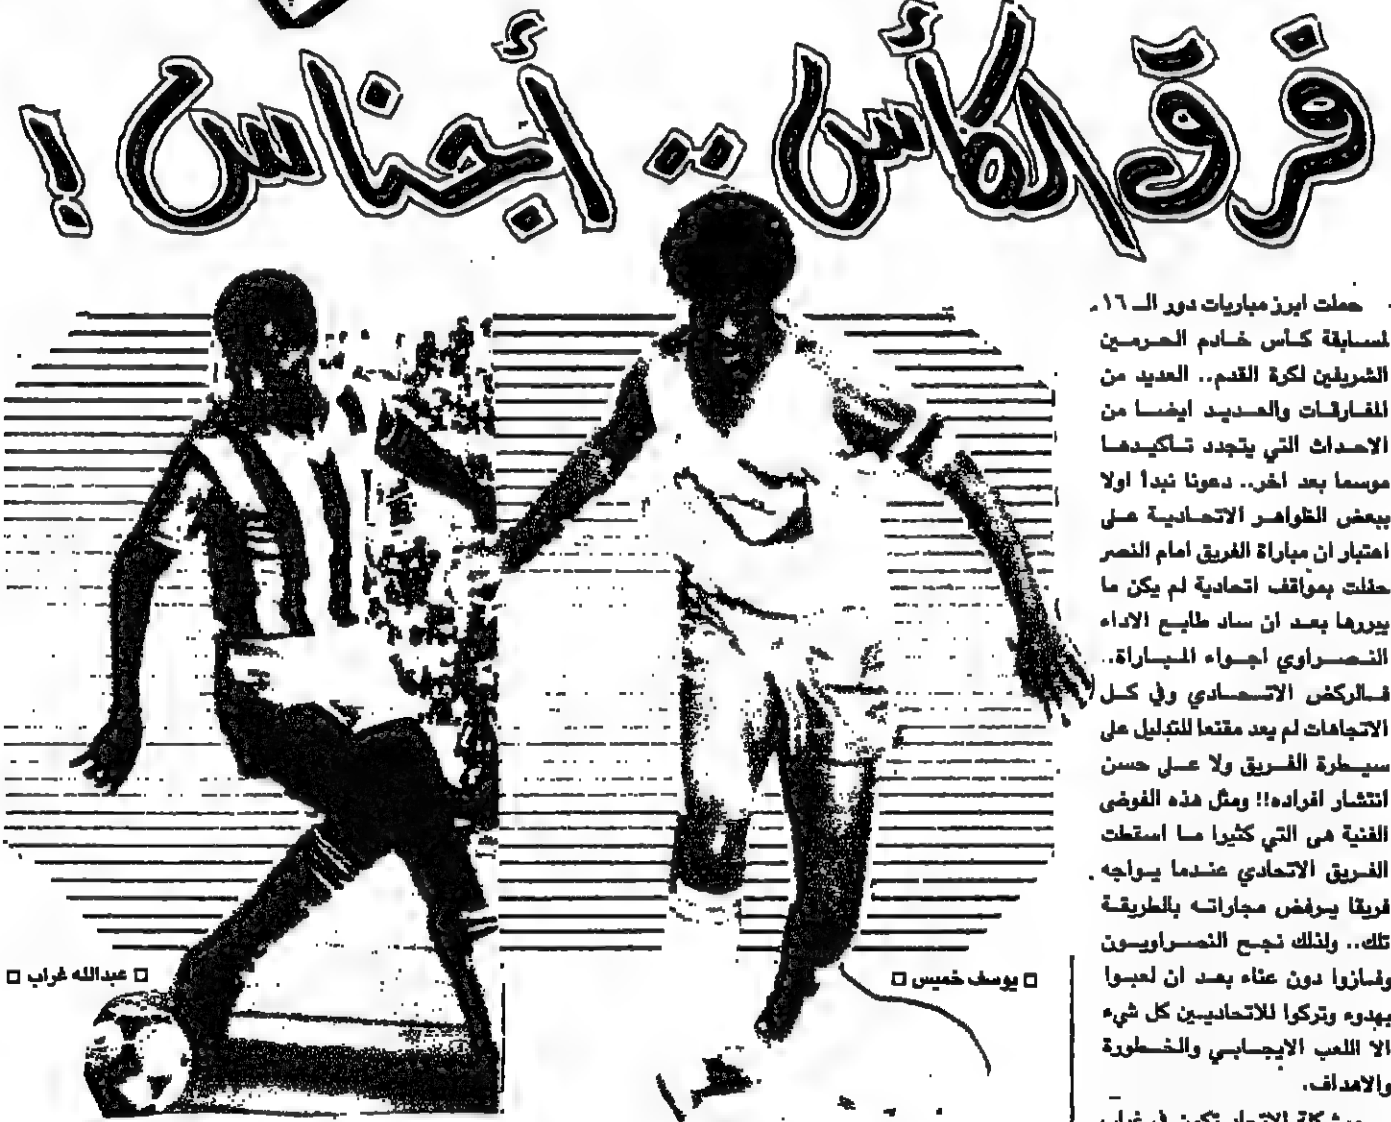 فرق الكأس .. أجناس !
حملت ابرز مباريات دور الــ ١٦
لمسابقة كأس خادم الحرمين
الشريفين لكرة القدم.. العديد من
المفارقات والعديد ايضا من
الاحداث التي يتجدد تأكيدها
موسما بعد آخر.. دعونا نبدأ اولا
ببعض الظواهر الاتحادية على
اعتبار ان مباراة الفريق امام النصر
حفلت بمواقف اتحادية لم يكن ما
يبررها بعد ان ساد طابع الاداء
النصراوي اجواء المباراة..
فالركض الاتحادي وفي كل
الاتجاهات لم يعد مقنعا للتدليل على
سيطرة الفريق ولا على حسن
انتشار افراده!! ومثل هذه الفوضى
الفنية هى التي كثيرا ما اسقطت
الفريق الاتحادي عندما يواجه
فريقا يرفض مجاراته بالطريقة
تلك.. ولذلك نجح النصراويون
وفازوا دون عناء بعد ان لعبوا
بهدوء وتركوا للاتحاديين كل شيء
الا اللعب الايجابي والخطورة
والاهداف.
يوسف خميس
عبدالله غراب